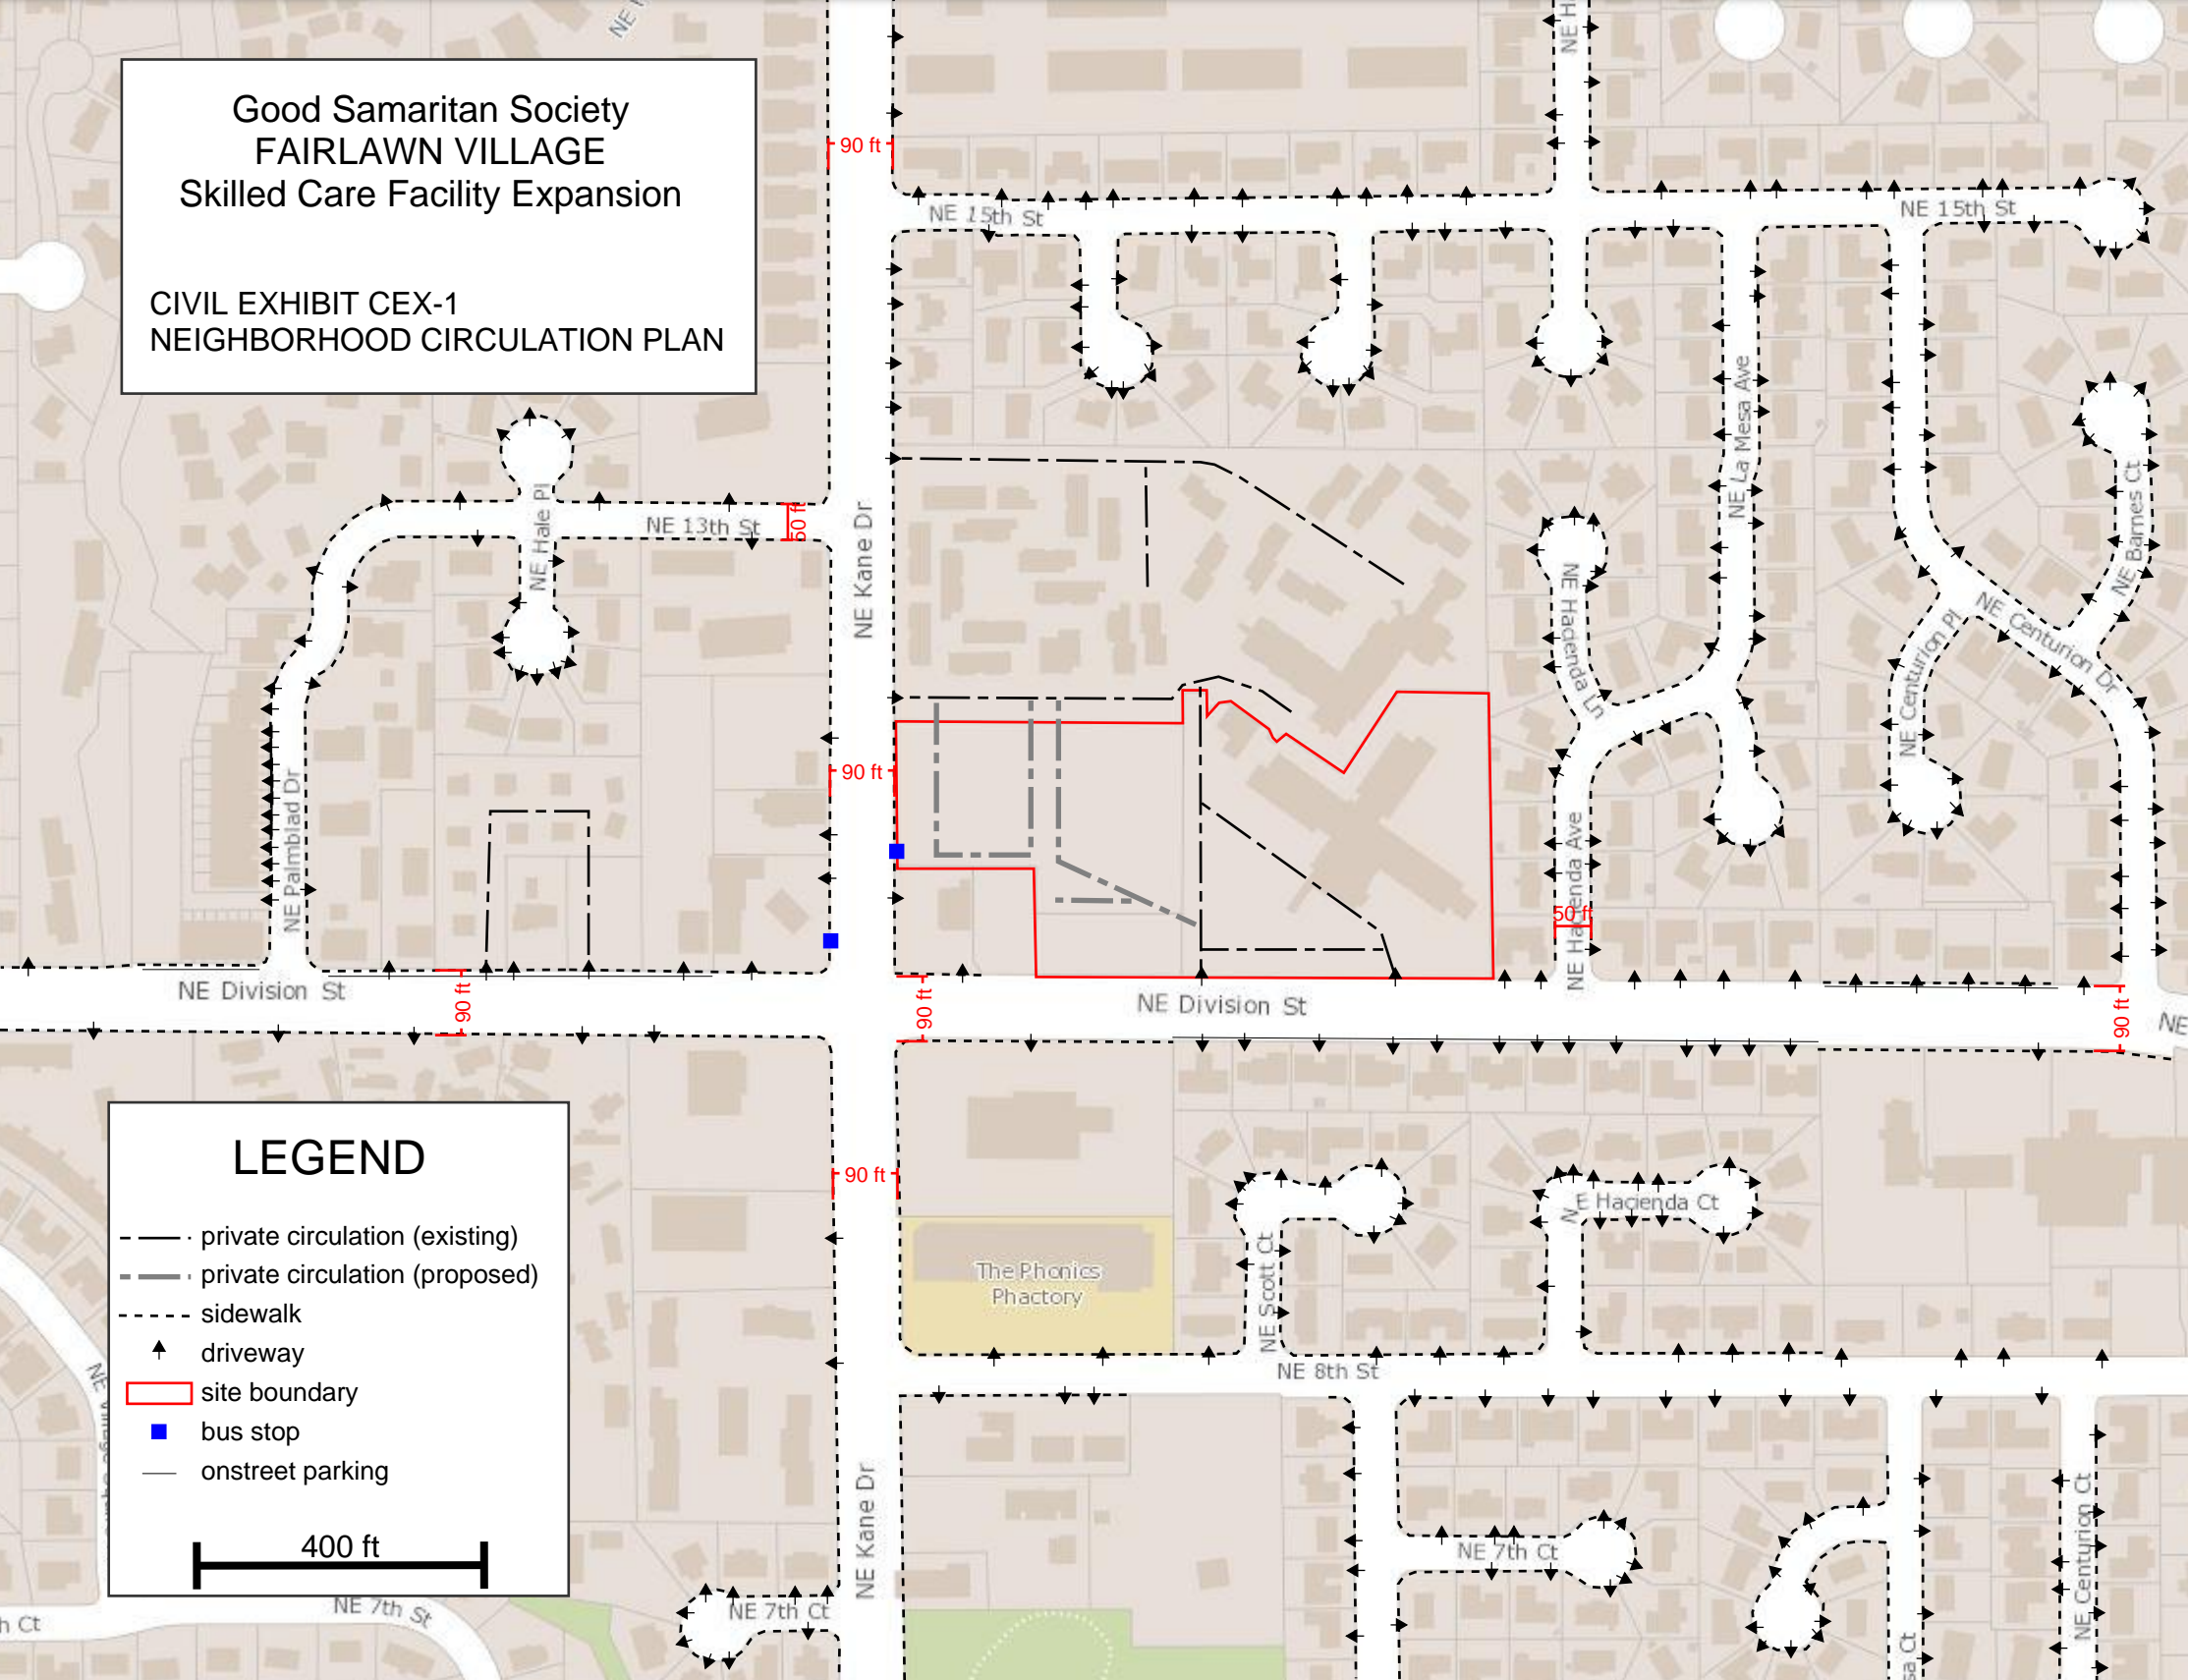 Good Samaritan Society
FAIRLAWN VILLAGE
Skilled Care Facility Expansion
CIVIL EXHIBIT CEX-1
NEIGHBORHOOD CIRCULATION PLAN
90 ft
NE 15th St
NE 15th St
NE Hale Pl
NE 13th St
50 ft
NE Kane Dr
NE La Mesa Ave
NE Barnes Ct
NE Hacienda Ln
NE Centurion Pl
NE Centurion Dr
90 ft
NE Palmblad Dr
NE Hacienda Ave
50 ft
NE Division St
90 ft
90 ft
NE Division St
90 ft
NE
LEGEND
private circulation (existing)
private circulation (proposed)
sidewalk
driveway
site boundary
bus stop
onstreet parking
400 ft
90 ft
The Phonics
Phactory
NE Scott Ct
NE Hacienda Ct
NE 8th St
NE
NE Kane Dr
NE 7th Ct
NE Centurion Ct
NE 7th St
NE 7th Ct
h Ct
sa Ct